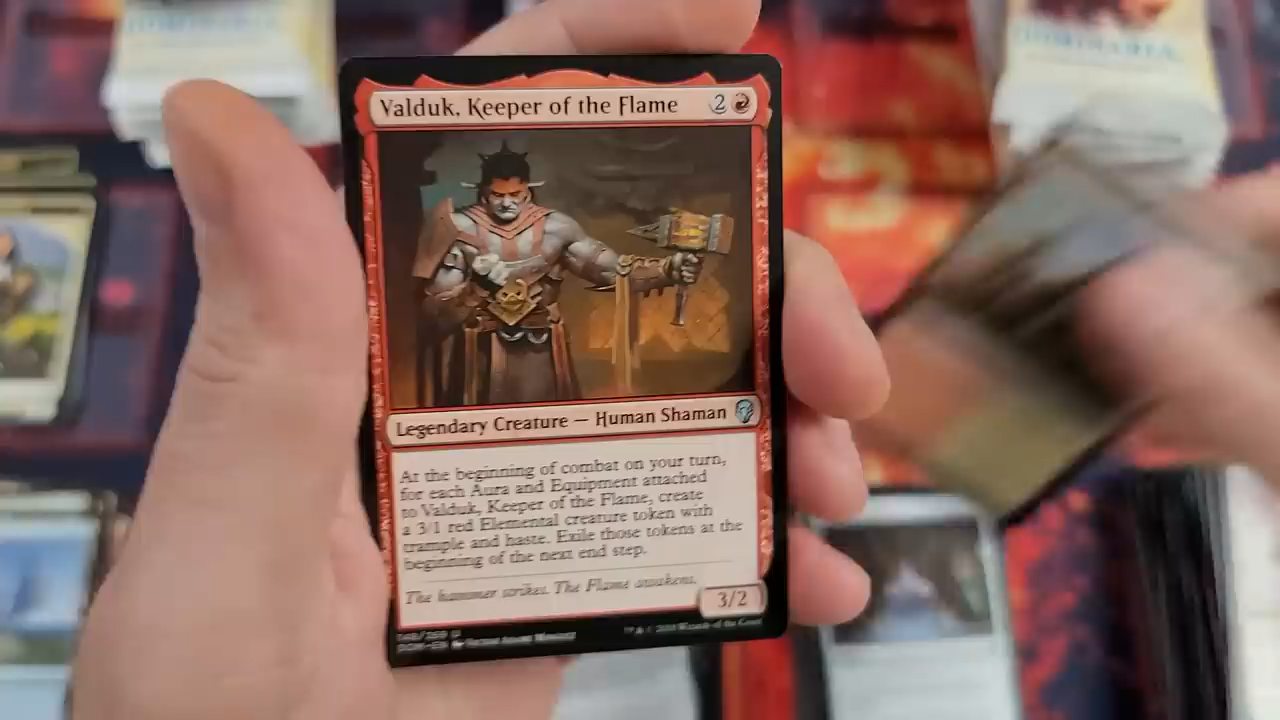 DOMINARIA
DOMINARIA
Valduk, Keeper of the Flame 2
Legendary Creature — Human Shaman
At the beginning of combat on your turn,
for each Aura and Equipment attached
to Valduk, Keeper of the Flame, create
a 3/1 red Elemental creature token with
trample and haste. Exile those tokens at the
beginning of the next end step.
The hammer strikes. The Flame awakens.
3/2